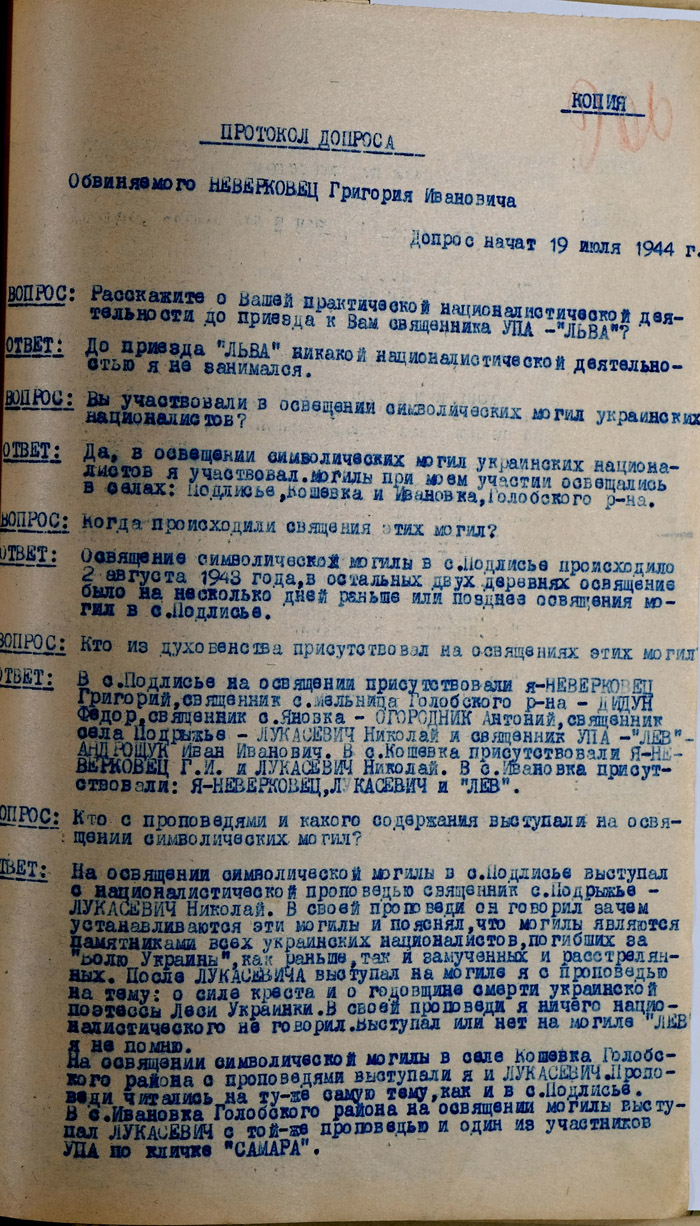 КОПИЯ
ПРОТОКОЛ ДОПРОСА
Обвиняемого НЕВЕРКОВЕЦ Григория Ивановича
Допрос начат 19 июля 1944 г.
ВОПРОС: Расскажите о Вашей практической националистической дея-
тельности до приезда к Вам священника УПА -"ЛЬВА"?
ОТВЕТ: До приезда "ЛЬВА" никакой националистической деятельно-
стью я не занимался.
ВОПРОС: Вы участвовали в освещении символических могил украинских
националистов?
ОТВЕТ: Да, в освещении символических могил украинских национа-
листов я участвовал.Могилы при моем участии освещались
в селах: Подлисье,Кошевка и Ивановка,Голобского р-на.
ВОПРОС: Когда происходили священия этих могил?
ОТВЕТ: Освящение символической могилы в с.Подлисье происходило
2 августа 1943 года,в остальных двух деревнях освящение
было на несколько дней раньше или позднее освящения мо-
гил в с.Подлисье.
ВОПРОС: Кто из духовенства присутствовал на освящениях этих могил
ОТВЕТ: В с.Подлисье на освящении присутствовали я-НЕВЕРКОВЕЦ
Григорий,священник с.Мельница Голобского р-на - ДИДУН
Федор,священник с.Яновка - ОГОРОДНИК Антоний,священник
села Подрыжье - ЛУКАСЕВИЧ Николай и священник УПА -"ЛЕВ"-
АНДРОЩУК Иван Иванович. В с.Кошевка присутствовали Я-НЕ-
ВЕРКОВЕЦ Г.И. и ЛУКАСЕВИЧ Николай. В с.Ивановка присут-
ствовали: Я-НЕВЕРКОВЕЦ,ЛУКАСЕВИЧ и "ЛЕВ".
ОПРОС: Кто с проповедями и какого содержания выступали на освя-
щении символических могил?
ТВЕТ: На освящении символической могилы в с.Подлисье выступал
с националистической проповедью священник с.Подрыжье -
ЛУКАСЕВИЧ Николай. В своей проповеди он говорил зачем
устанавливаются эти могилы и пояснял,что могилы являются
памятниками всех украинских националистов,погибших за
"Волю Украины",как раньше,так и замученных и расстрелян-
ных. После ЛУКАСЕВИЧА выступал на могиле я с проповедью
на тему: о силе креста и о годовщине смерти украинской
поэтессы Леси Украинки.В своей проповеди я ничего нацио-
налистического не говорил.Выступал или нет на могиле "ЛЕВ"
я не помню.
На освящении символической могилы в селе Кошевка Голобс-
кого района с проповедями выступали я и ЛУКАСЕВИЧ.Пропо-
веди читались на ту-же самую тему,как и в с.Подлисье.
В с.Ивановка Голобского района на освящении могилы высту-
пал ЛУКАСЕВИЧ с той-же проповедью и один из участников
УПА по кличке "САМАРА".